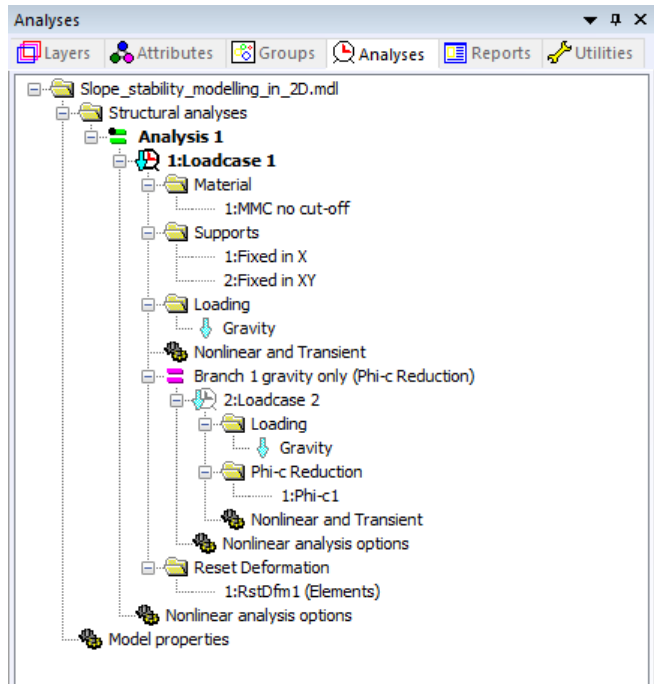 Analyses
Layers Attributes Groups Analyses Reports Utilities
Slope_stability_modelling_in_2D.mdl
Structural analyses
Analysis 1
1:Loadcase 1
Material
1:MMC no cut-off
Supports
1:Fixed in X
2:Fixed in XY
Loading
Gravity
Nonlinear and Transient
Branch 1 gravity only (Phi-c Reduction)
2:Loadcase 2
Loading
Gravity
Phi-c Reduction
1:Phi-c1
Nonlinear and Transient
Nonlinear analysis options
Reset Deformation
1:RstDfm1 (Elements)
Nonlinear analysis options
Model properties